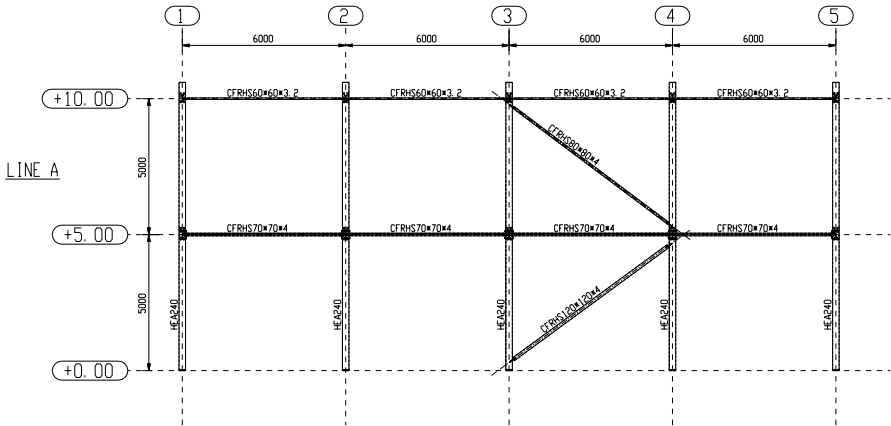 1 2 3 4 5
6000 6000 6000 6000
CFRHS60*60*3.2 CFRHS60*60*3.2 CFRHS60*60*3.2 CFRHS60*60*3.2
+10.00
CFRHS80*80*4
5000
LINE A
CFRHS70*70*4 CFRHS70*70*4 CFRHS70*70*4 CFRHS70*70*4
+5.00
5000
CFRHS120*120*4
HEA240 HEA240 HEA240 HEA240 HEA240
+0.00